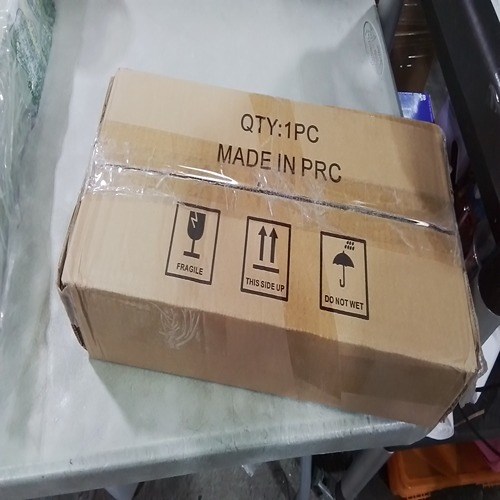 QTY:1PC
MADE IN PRC
FRAGILE
THIS SIDE UP
DO NOT WET